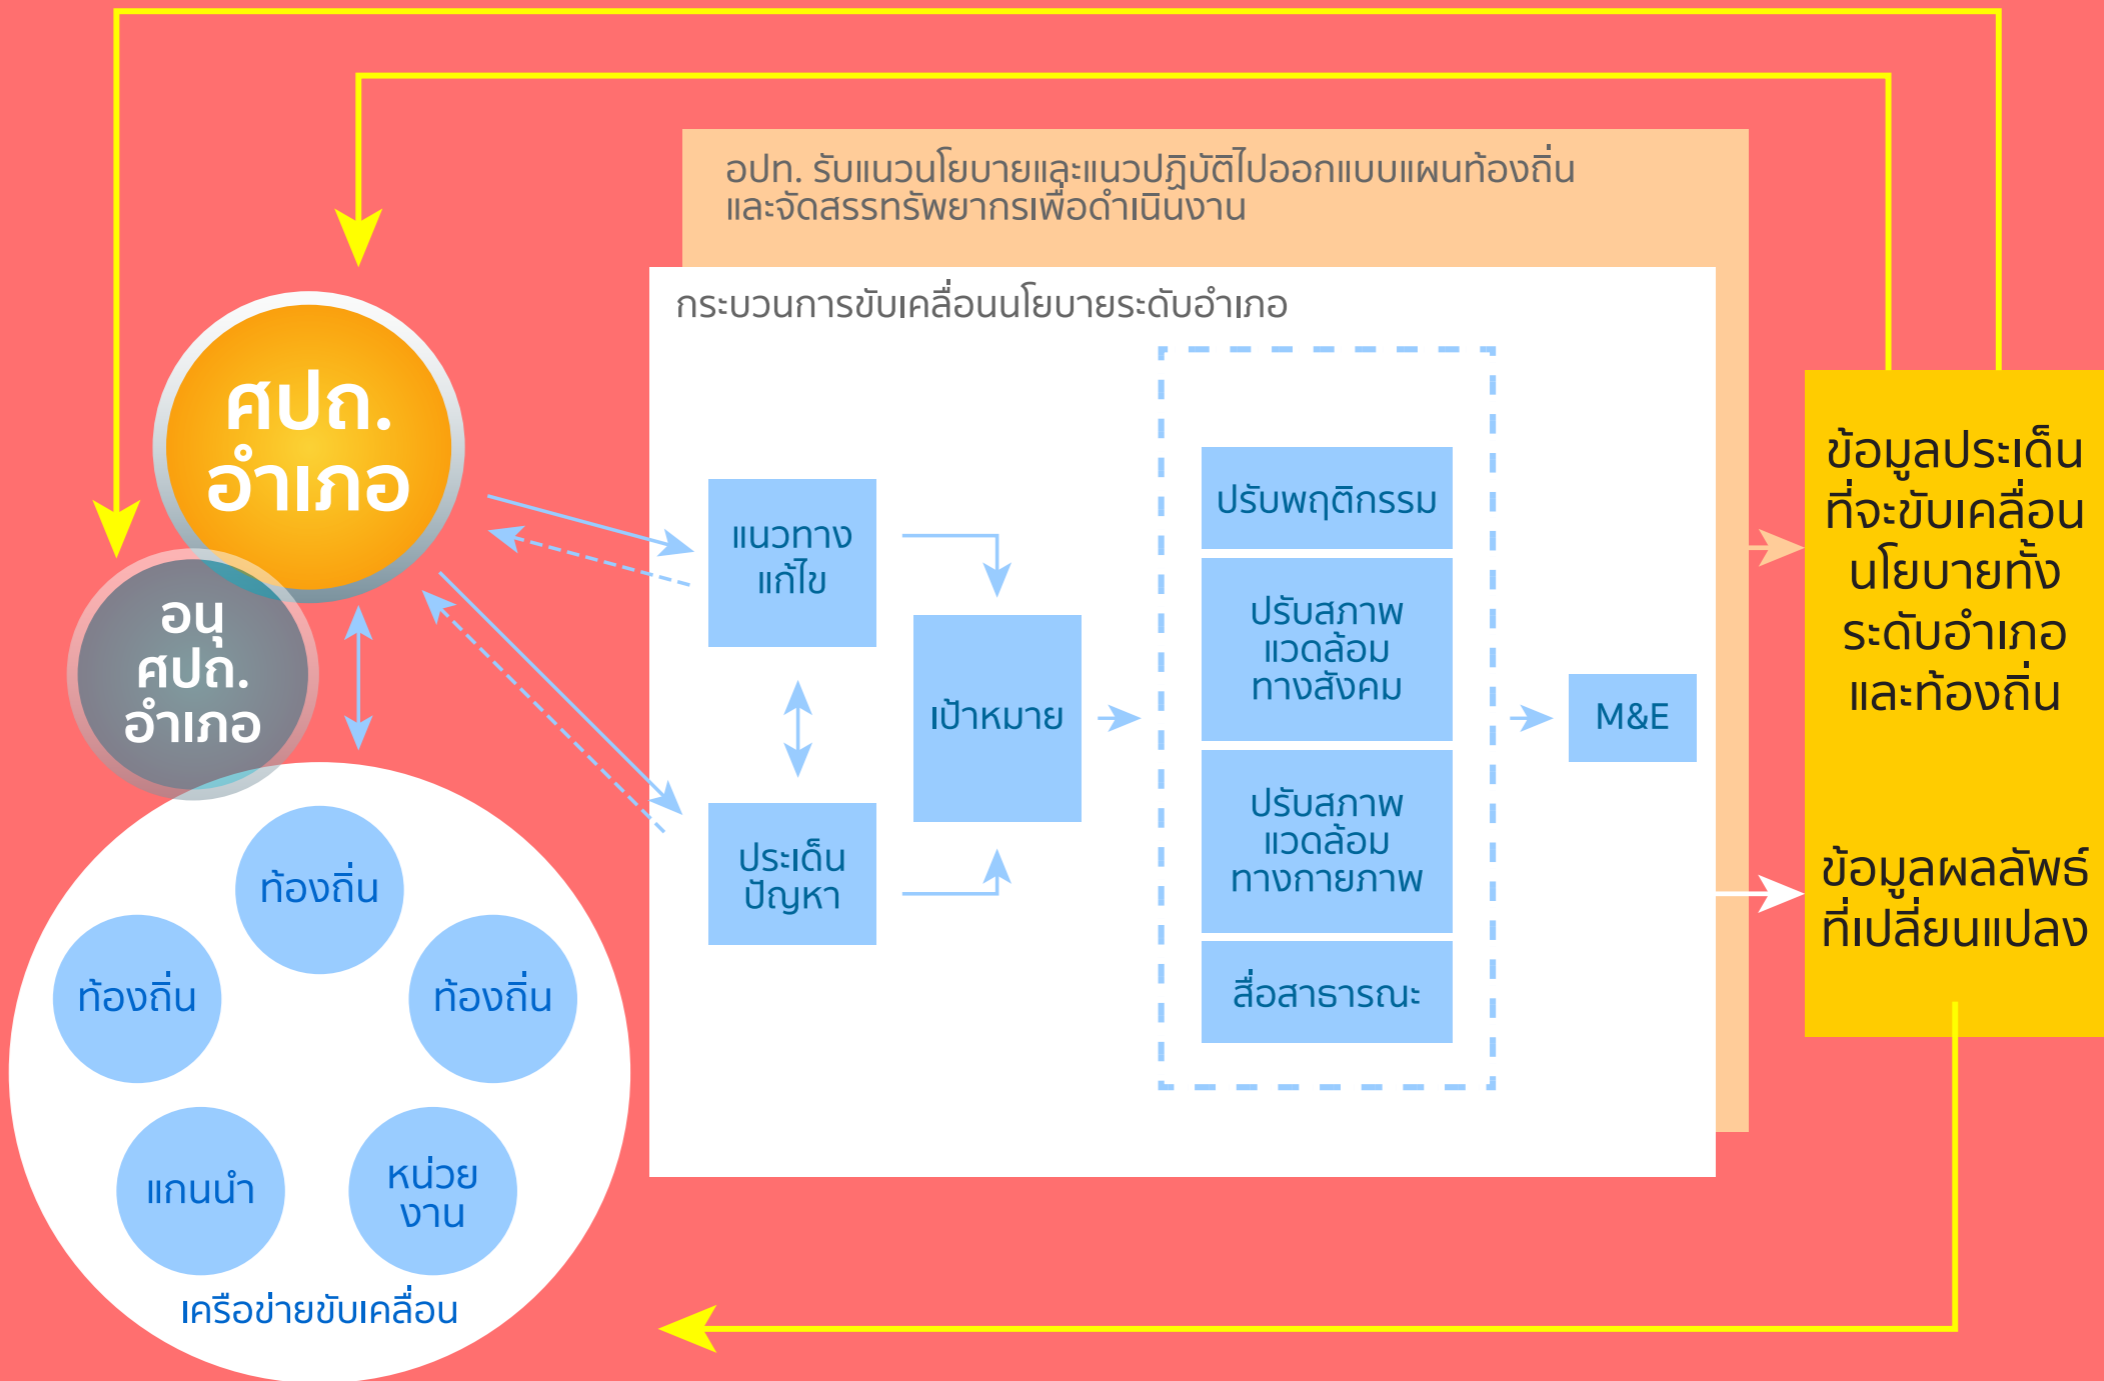 อปท. รับแนวนโยบายและแนวปฏิบัติไปออกแบบแผนท้องถิ่น
และจัดสรรทรัพยากรเพื่อดำเนินงาน
กระบวนการขับเคลื่อนนโยบายระดับอำเภอ
ศปถ.
อำเภอ
อนุ
ศปถ.
อำเภอ
ท้องถิ่น
ท้องถิ่น
ท้องถิ่น
แกนนำ
หน่วย
งาน
เครือข่ายขับเคลื่อน
แนวทาง
แก้ไข
ประเด็น
ปัญหา
เป้าหมาย
ปรับพฤติกรรม
ปรับสภาพ
แวดล้อม
ทางสังคม
ปรับสภาพ
แวดล้อม
ทางกายภาพ
สื่อสาธารณะ
M&E
ข้อมูลประเด็น
ที่จะขับเคลื่อน
นโยบายทั้ง
ระดับอำเภอ
และท้องถิ่น
ข้อมูลผลลัพธ์
ที่เปลี่ยนแปลง